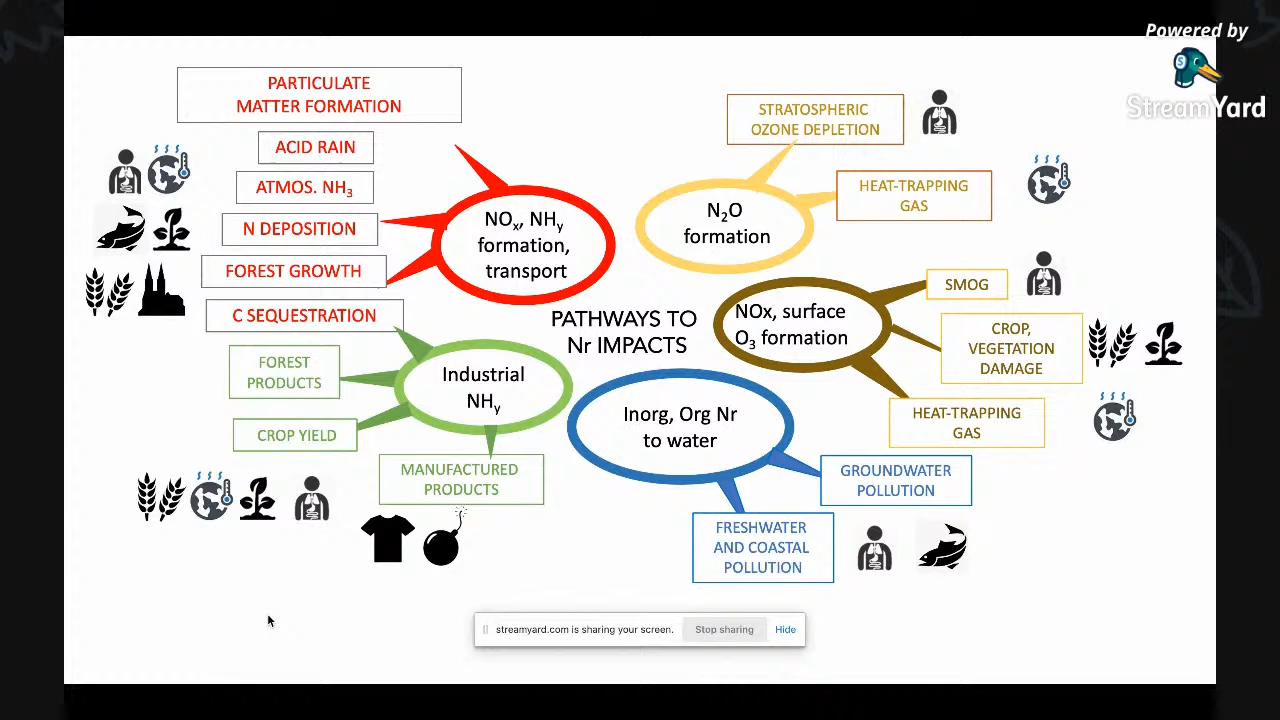 Powered by
StreamYard
PARTICULATE
MATTER FORMATION
ACID RAIN
ATMOS. NH₃
N DEPOSITION
FOREST GROWTH
C SEQUESTRATION
NOₓ, NHᵧ
formation,
transport
STRATOSPHERIC
OZONE DEPLETION
HEAT-TRAPPING
GAS
N₂O
formation
PATHWAYS TO
Nr IMPACTS
NOx, surface
O₃ formation
SMOG
CROP,
VEGETATION
DAMAGE
HEAT-TRAPPING
GAS
FOREST
PRODUCTS
CROP YIELD
Industrial
NHᵧ
MANUFACTURED
PRODUCTS
Inorg, Org Nr
to water
GROUNDWATER
POLLUTION
FRESHWATER
AND COASTAL
POLLUTION
streamyard.com is sharing your screen.
Stop sharing
Hide